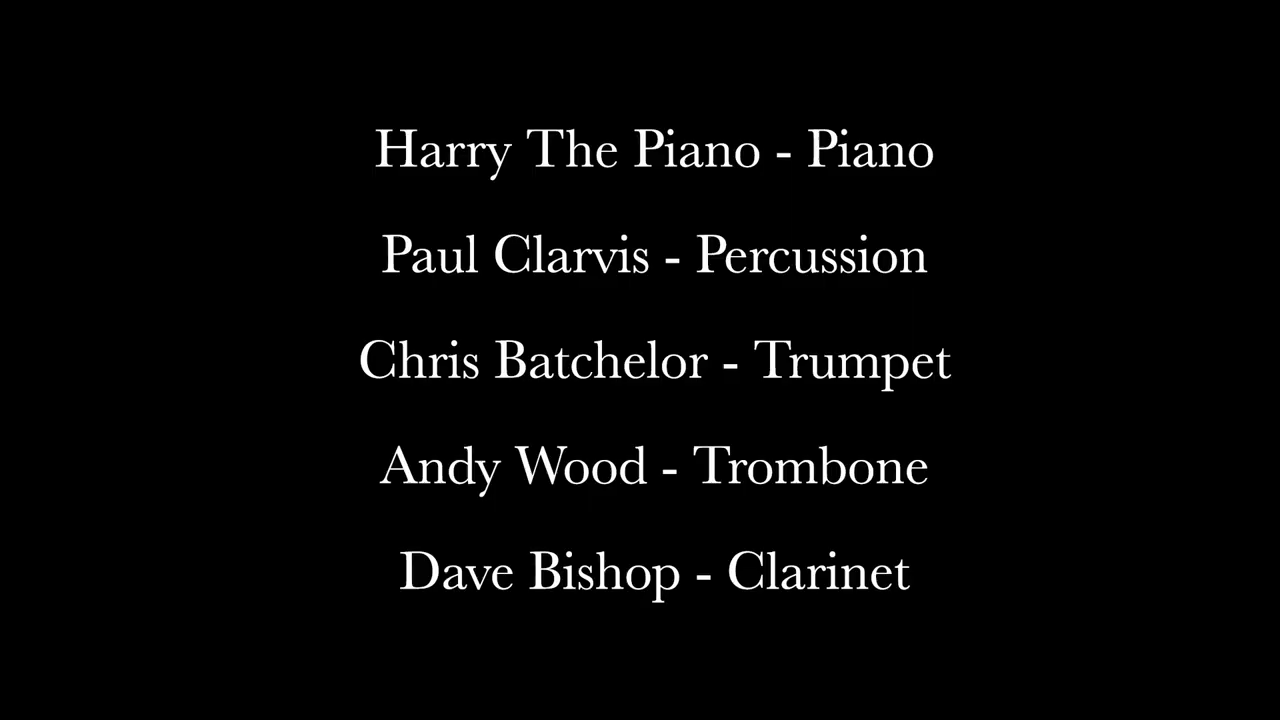 Harry The Piano - Piano
Paul Clarvis - Percussion
Chris Batchelor - Trumpet
Andy Wood - Trombone
Dave Bishop - Clarinet